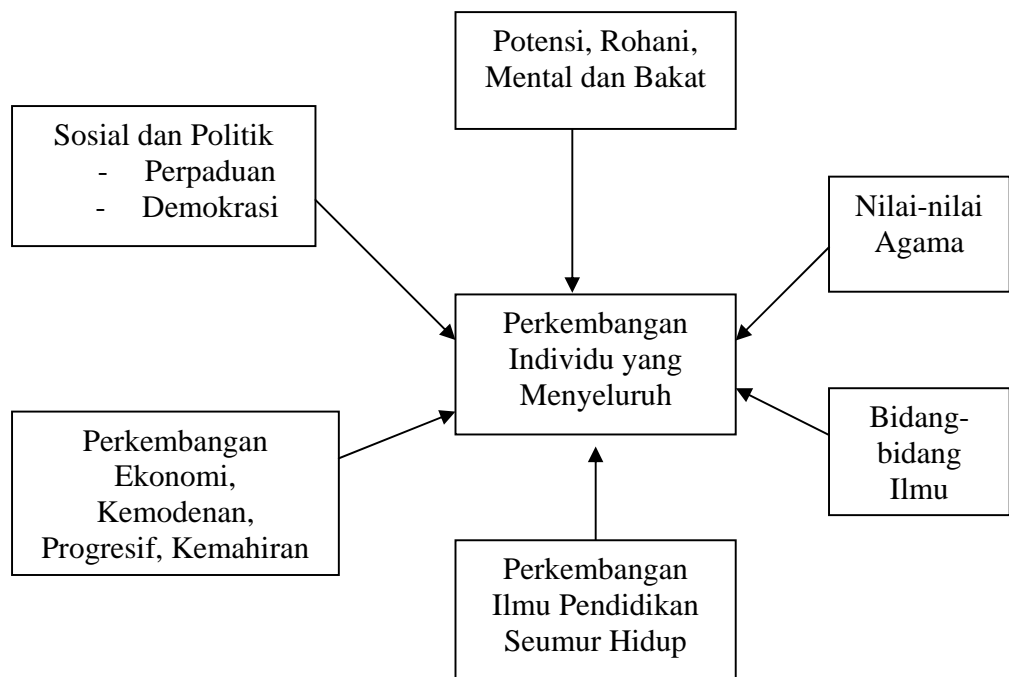 Potensi, Rohani,
Mental dan Bakat
Sosial dan Politik
- Perpaduan
- Demokrasi
Nilai-nilai
Agama
Perkembangan
Individu yang
Menyeluruh
Perkembangan
Ekonomi,
Kemodenan,
Progresif, Kemahiran
Bidang-
bidang
Ilmu
Perkembangan
Ilmu Pendidikan
Seumur Hidup